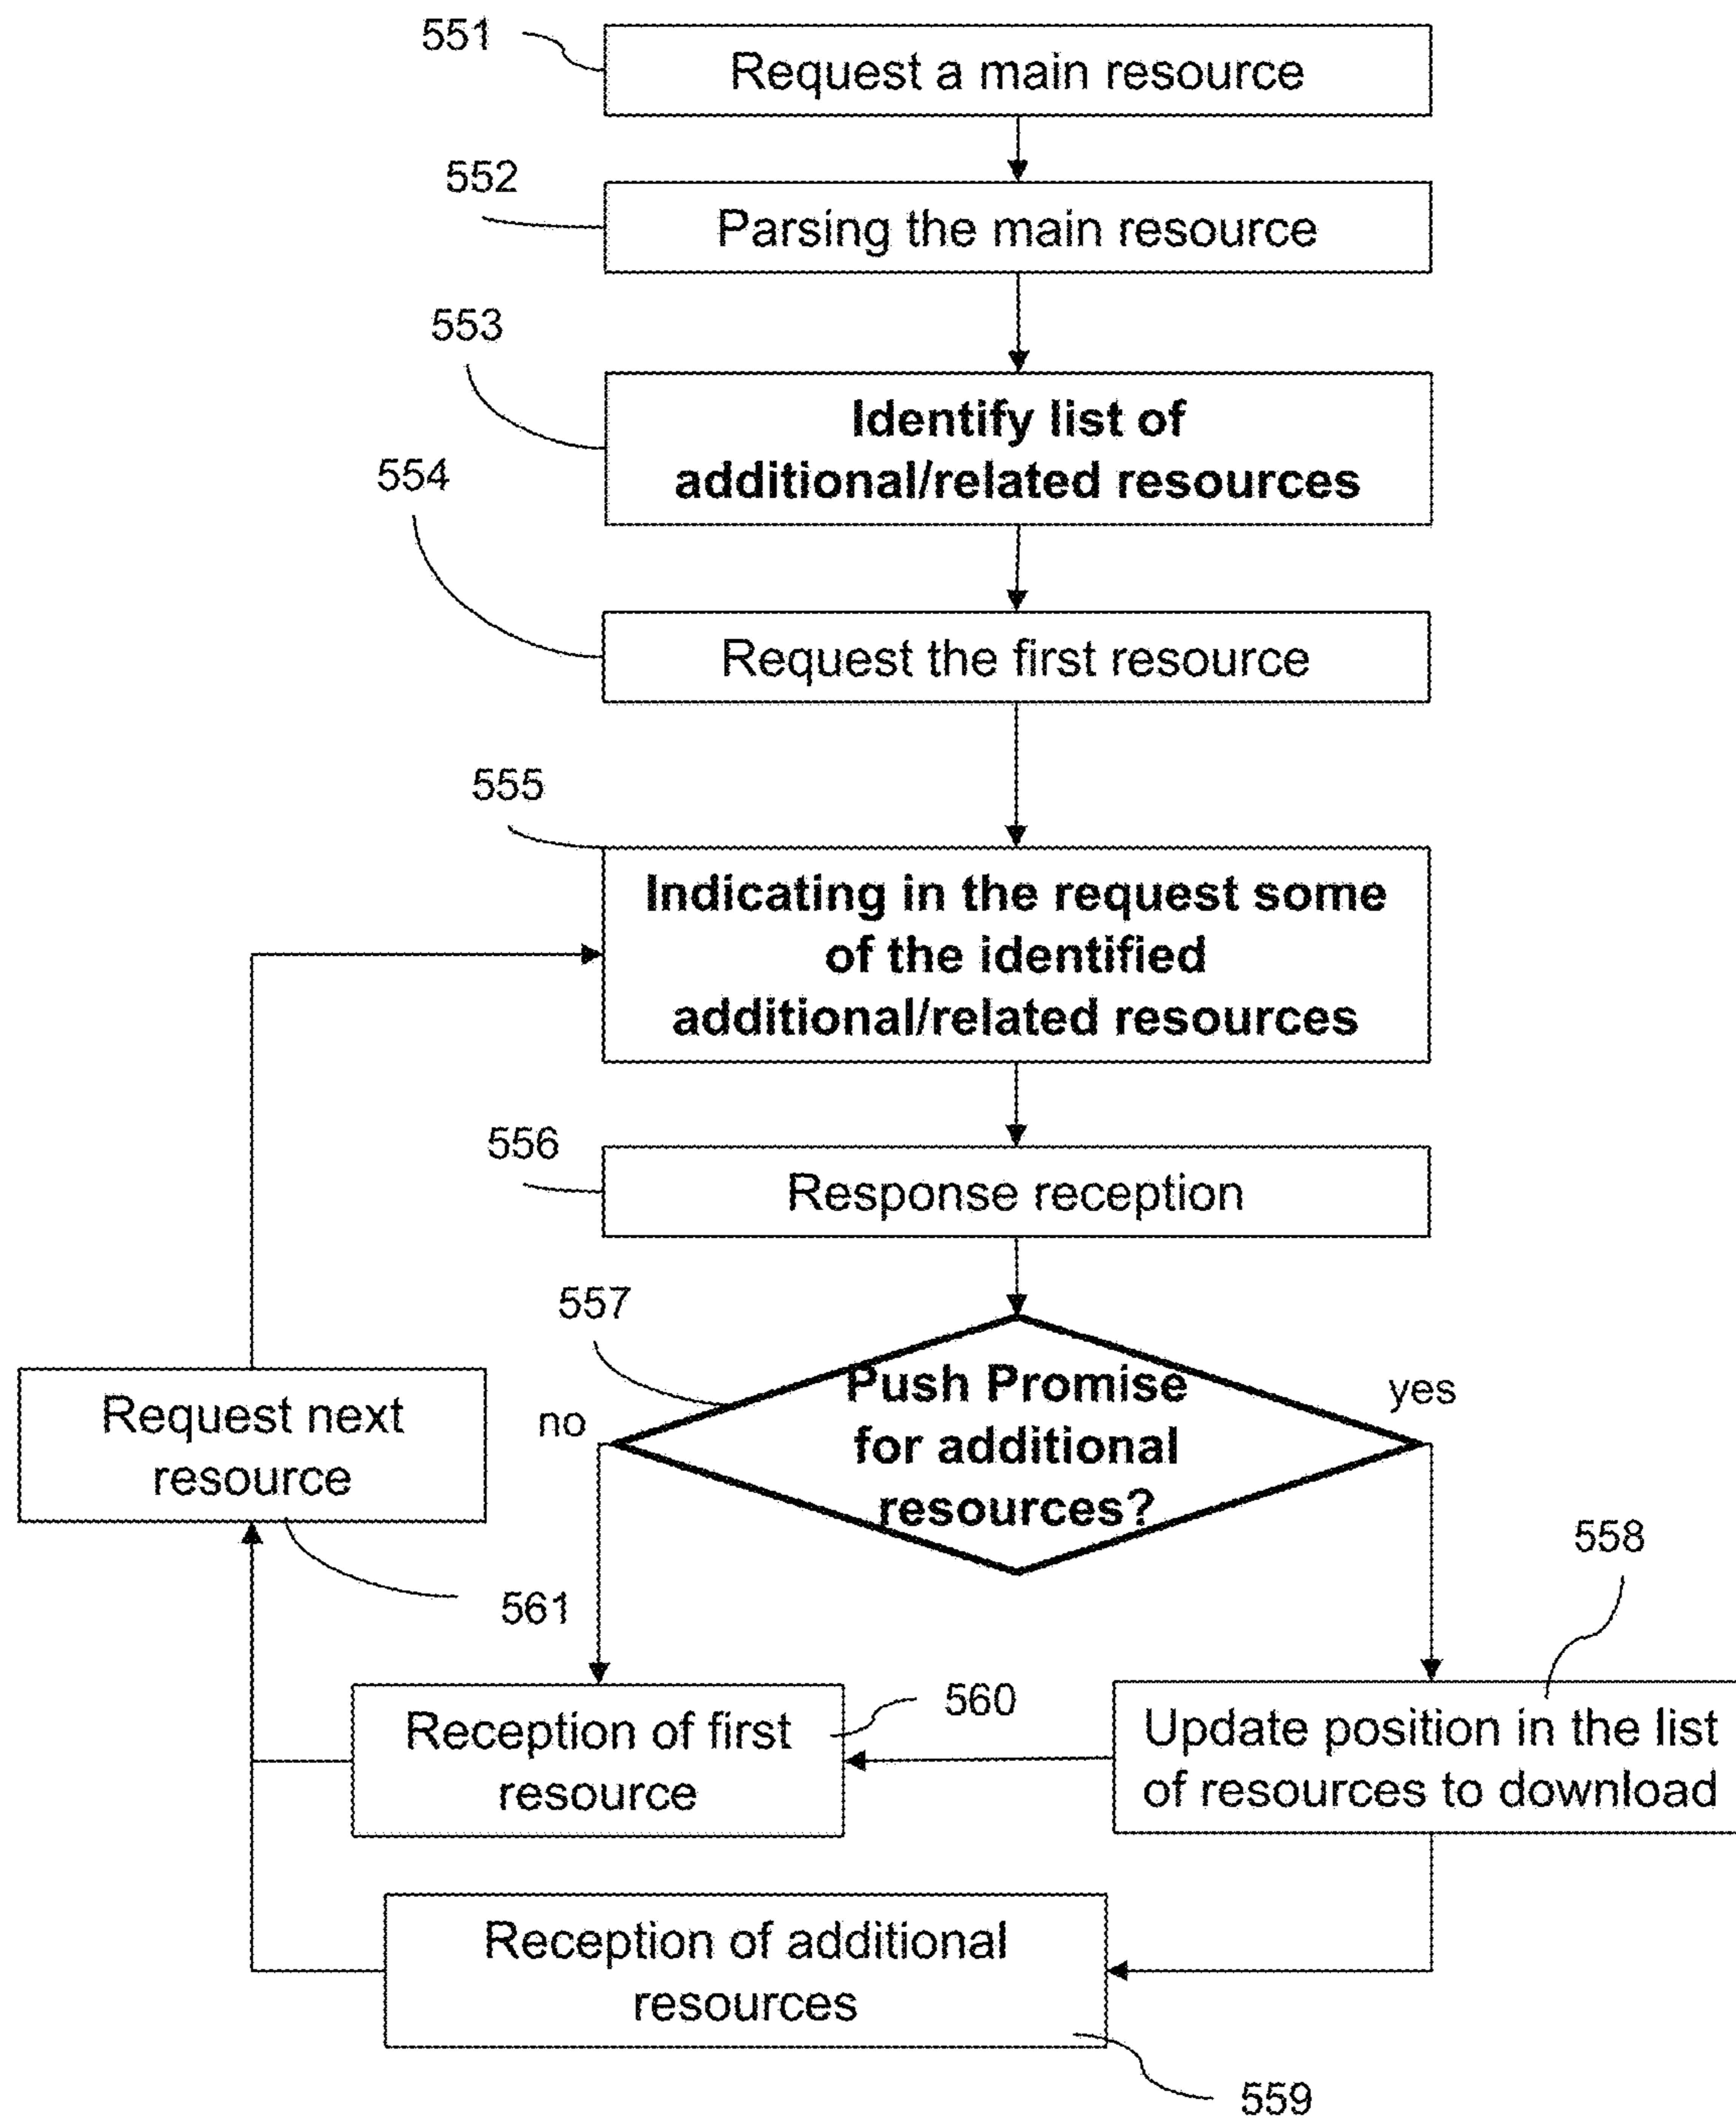 551
Request a main resource
552
Parsing the main resource
553
Identify list of
additional/related resources
554
Request the first resource
555
Indicating in the request some
of the identified
additional/related resources
556
Response reception
557
Push Promise
for additional
resources?
no
yes
Request next
resource
561
558
Reception of first
resource
560
Update position in the list
of resources to download
Reception of additional
resources
559